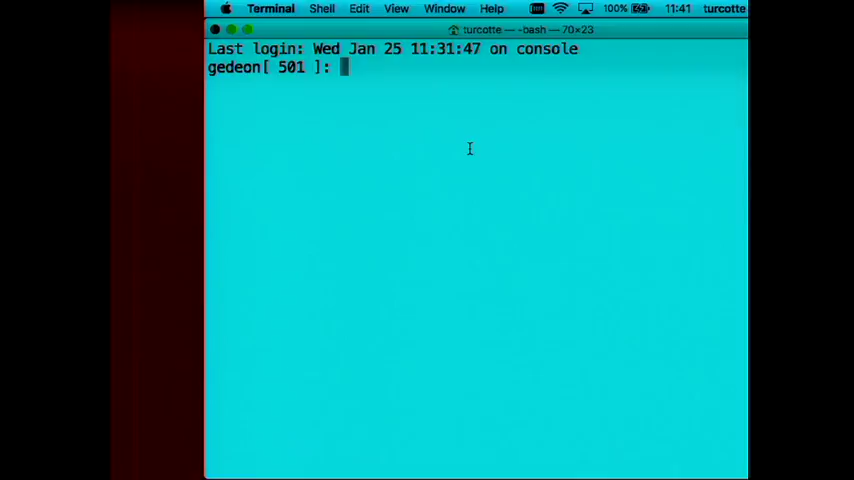 Terminal Shell Edit View Window Help 100% 11:41 turcotte
turcotte — -bash — 70×23
Last login: Wed Jan 25 11:31:47 on console
gedeon[ 501 ]: